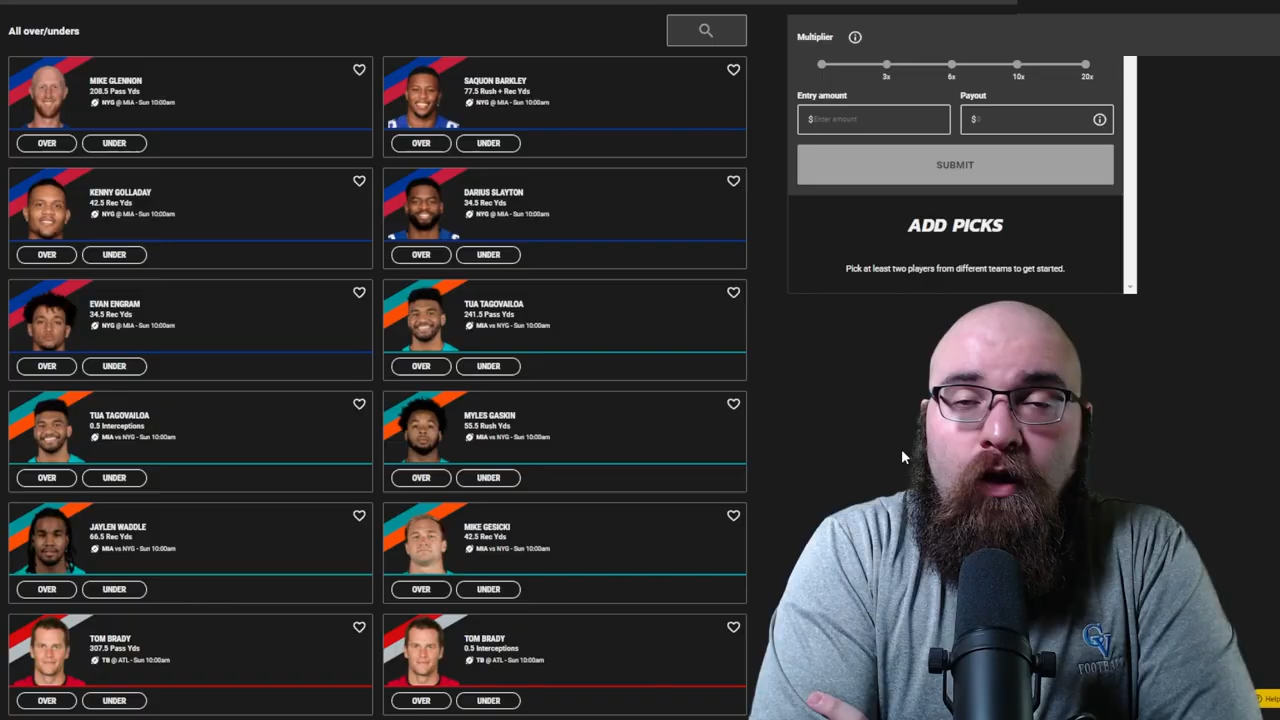 All over/unders
MIKE GLENNON
208.5 Pass Yds
NYG @ MIA - Sun 10:00am
OVER UNDER
SAQUON BARKLEY
77.5 Rush + Rec Yds
NYG @ MIA - Sun 10:00am
OVER UNDER
KENNY GOLLADAY
42.5 Rec Yds
NYG @ MIA - Sun 10:00am
OVER UNDER
DARIUS SLAYTON
34.5 Rec Yds
NYG @ MIA - Sun 10:00am
OVER UNDER
EVAN ENGRAM
34.5 Rec Yds
NYG @ MIA - Sun 10:00am
OVER UNDER
TUA TAGOVAILOA
241.5 Pass Yds
MIA vs NYG - Sun 10:00am
OVER UNDER
TUA TAGOVAILOA
0.5 Interceptions
MIA vs NYG - Sun 10:00am
OVER UNDER
MYLES GASKIN
55.5 Rush Yds
MIA vs NYG - Sun 10:00am
OVER UNDER
JAYLEN WADDLE
66.5 Rec Yds
MIA vs NYG - Sun 10:00am
OVER UNDER
MIKE GESICKI
42.5 Rec Yds
MIA vs NYG - Sun 10:00am
OVER UNDER
TOM BRADY
307.5 Pass Yds
TB @ ATL - Sun 10:00am
OVER UNDER
TOM BRADY
0.5 Interceptions
TB @ ATL - Sun 10:00am
OVER UNDER
Multiplier
3x 6x 10x 20x
Entry amount Payout
$Enter amount $0
SUBMIT
ADD PICKS
Pick at least two players from different teams to get started.
GV
FOOTBALL
Help